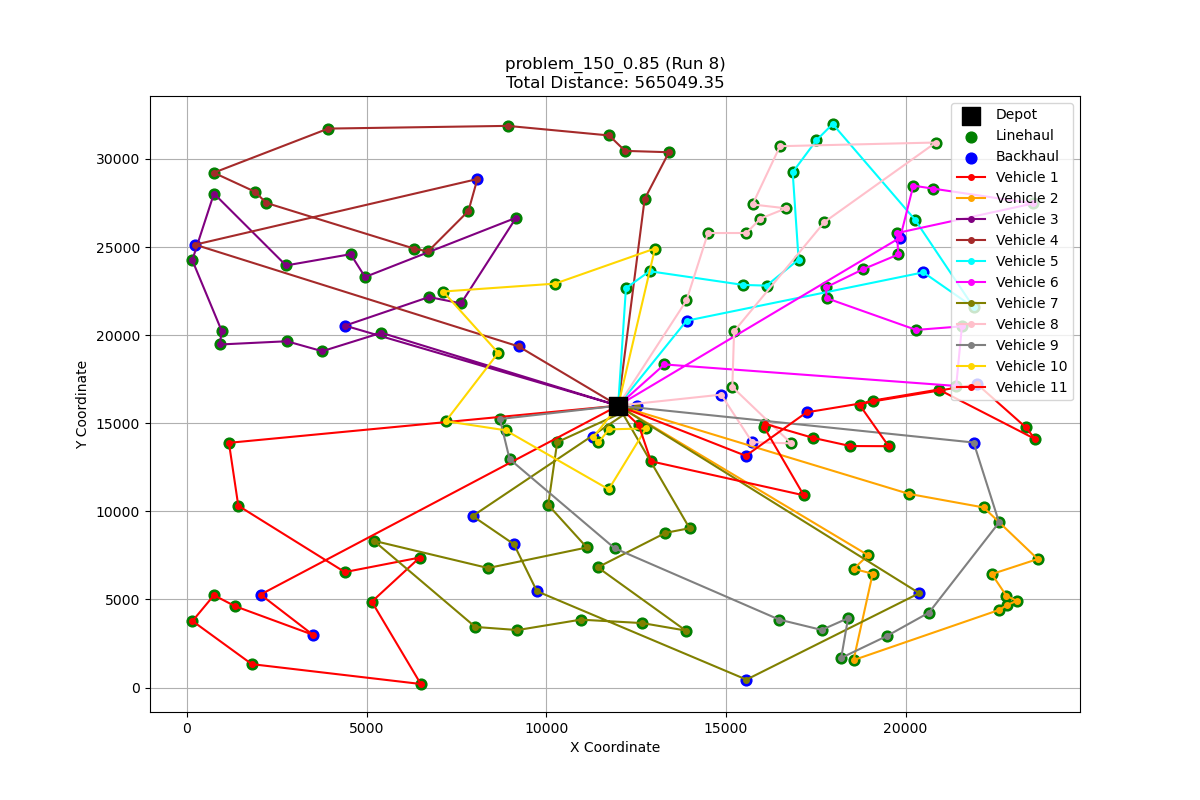 problem_150_0.85 (Run 8)
Total Distance: 565049.35
Depot
Linehaul
Backhaul
Vehicle 1
Vehicle 2
Vehicle 3
Vehicle 4
Vehicle 5
Vehicle 6
Vehicle 7
Vehicle 8
Vehicle 9
Vehicle 10
Vehicle 11
Y Coordinate
30000
25000
20000
15000
10000
5000
0
0 5000 10000 15000 20000
X Coordinate